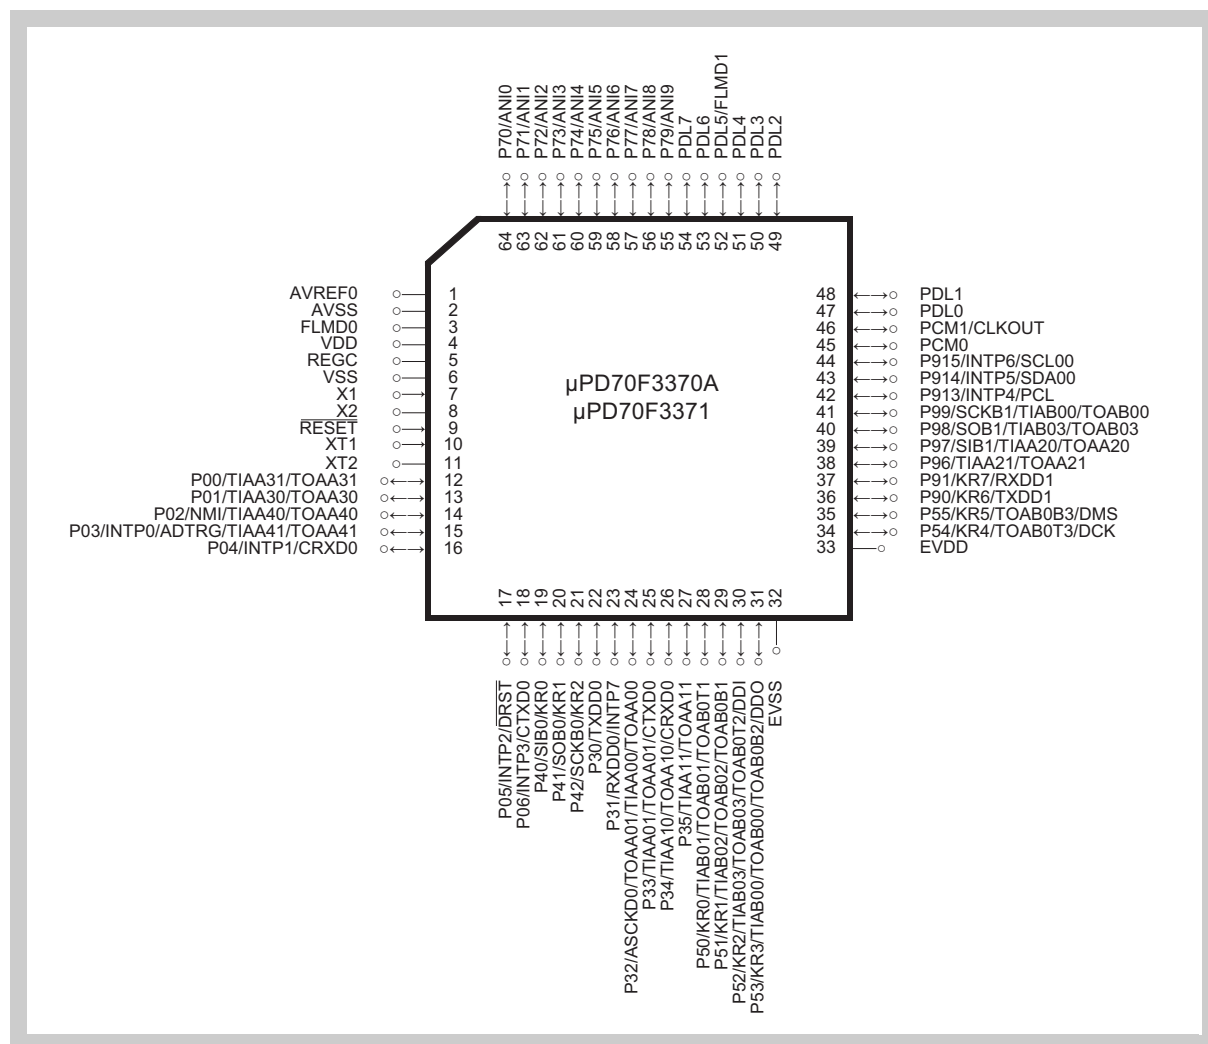 P70/ANI0
P71/ANI1
P72/ANI2
P73/ANI3
P74/ANI4
P75/ANI5
P76/ANI6
P77/ANI7
P78/ANI8
P79/ANI9
PDL7
PDL6
PDL5/FLMD1
PDL4
PDL3
PDL2
64
63
62
61
60
59
58
57
56
55
54
53
52
51
50
49
AVREF0 1
AVSS 2
FLMD0 3
VDD 4
REGC 5
VSS 6
X1 7
X2 8
RESET 9
XT1 10
XT2 11
P00/TIAA31/TOAA31 12
P01/TIAA30/TOAA30 13
P02/NMI/TIAA40/TOAA40 14
P03/INTP0/ADTRG/TIAA41/TOAA41 15
P04/INTP1/CRXD0 16
µPD70F3370A
µPD70F3371
48 PDL1
47 PDL0
46 PCM1/CLKOUT
45 PCM0
44 P915/INTP6/SCL00
43 P914/INTP5/SDA00
42 P913/INTP4/PCL
41 P99/SCKB1/TIAB00/TOAB00
40 P98/SOB1/TIAB03/TOAB03
39 P97/SIB1/TIAA20/TOAA20
38 P96/TIAA21/TOAA21
37 P91/KR7/RXDD1
36 P90/KR6/TXDD1
35 P55/KR5/TOAB0B3/DMS
34 P54/KR4/TOAB0T3/DCK
33 EVDD
17
18
19
20
21
22
23
24
25
26
27
28
29
30
31
32
P05/INTP2/DRST
P06/INTP3/CTXD0
P40/SIB0/KR0
P41/SOB0/KR1
P42/SCKB0/KR2
P30/TXDD0
P31/RXDD0/INTP7
P32/ASCKD0/TOAA01/TIAA00/TOAA00
P33/TIAA01/TOAA01/CTXD0
P34/TIAA10/TOAA10/CRXD0
P35/TIAA11/TOAA11
P50/KR0/TIAB01/TOAB01/TOAB0T1
P51/KR1/TIAB02/TOAB02/TOAB0B1
P52/KR2/TIAB03/TOAB03/TOAB0T2/DDI
P53/KR3/TIAB00/TOAB00/TOAB0B2/DDO
EVSS